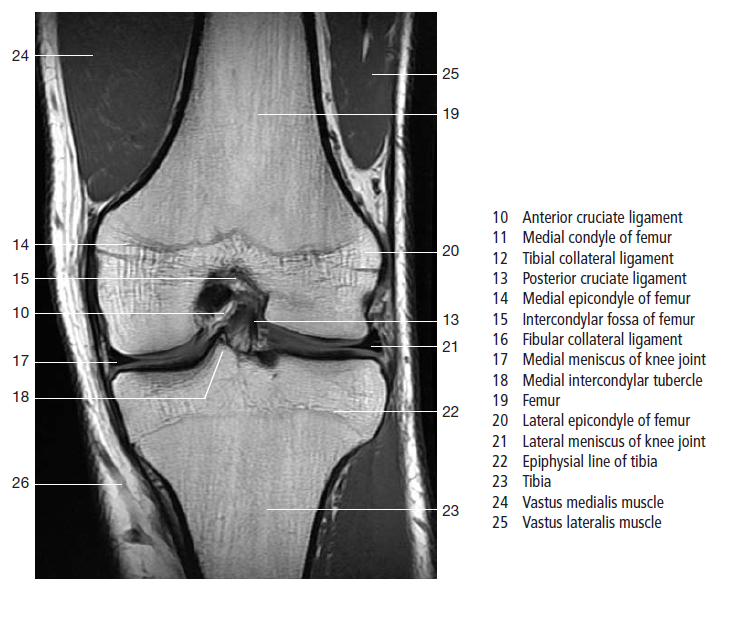 24
25
19
14
20
15
10
13
21
17
18
22
26
23
10 Anterior cruciate ligament
11 Medial condyle of femur
12 Tibial collateral ligament
13 Posterior cruciate ligament
14 Medial epicondyle of femur
15 Intercondylar fossa of femur
16 Fibular collateral ligament
17 Medial meniscus of knee joint
18 Medial intercondylar tubercle
19 Femur
20 Lateral epicondyle of femur
21 Lateral meniscus of knee joint
22 Epiphysial line of tibia
23 Tibia
24 Vastus medialis muscle
25 Vastus lateralis muscle